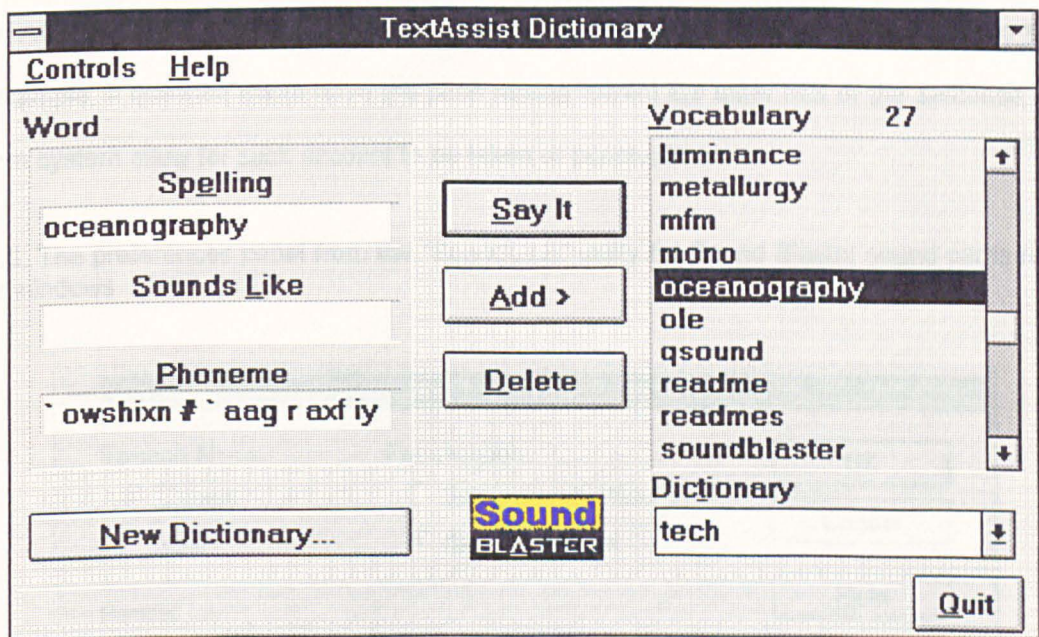 TextAssist Dictionary
Controls Help
Word
Spelling
oceanography
Sounds Like
Phoneme
` owshixn # ` aag r axf iy
New Dictionary...
Say It
Add >
Delete
Sound
BLASTER
Vocabulary 27
luminance
metallurgy
mfm
mono
oceanography
ole
qsound
readme
readmes
soundblaster
Dictionary
tech
Quit